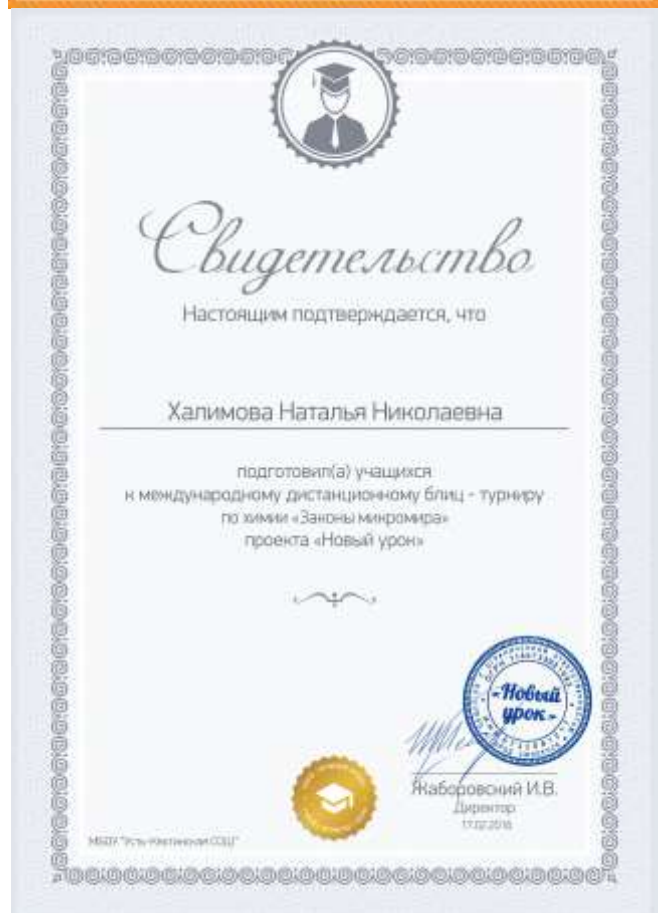 Свидетельство
Настоящим подтверждается, что
Халимова Наталья Николаевна
подготовил(а) учащихся
к международному дистанционному блиц - турниру
по химии «Законы микромира»
проекта «Новый урок»
«Новый
урок»
Жаборовский И.В.
Директор
17.02.2016
МБОУ "Усть-Кяхтинская СОШ"